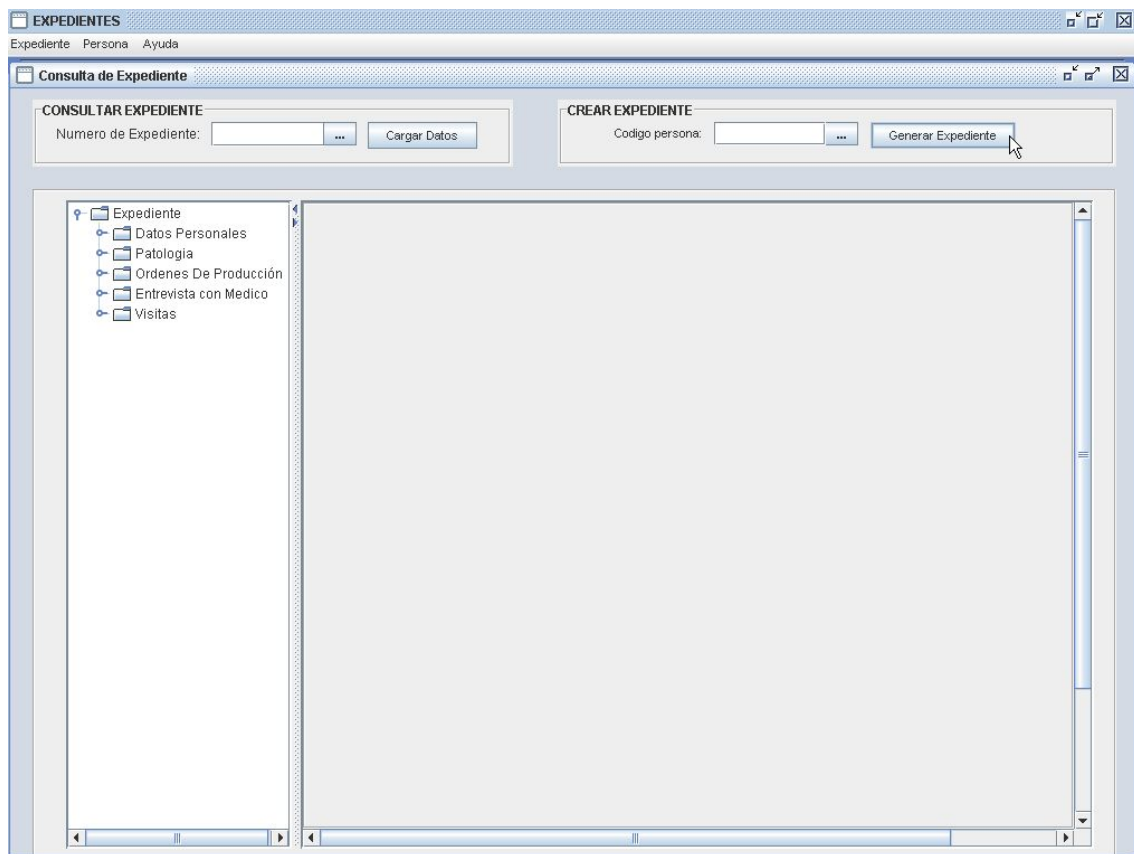 EXPEDIENTES
Expediente Persona Ayuda
Consulta de Expediente
CONSULTAR EXPEDIENTE
Numero de Expediente: ... Cargar Datos
CREAR EXPEDIENTE
Codigo persona: ... Generar Expediente
Expediente
Datos Personales
Patologia
Ordenes De Producción
Entrevista con Medico
Visitas